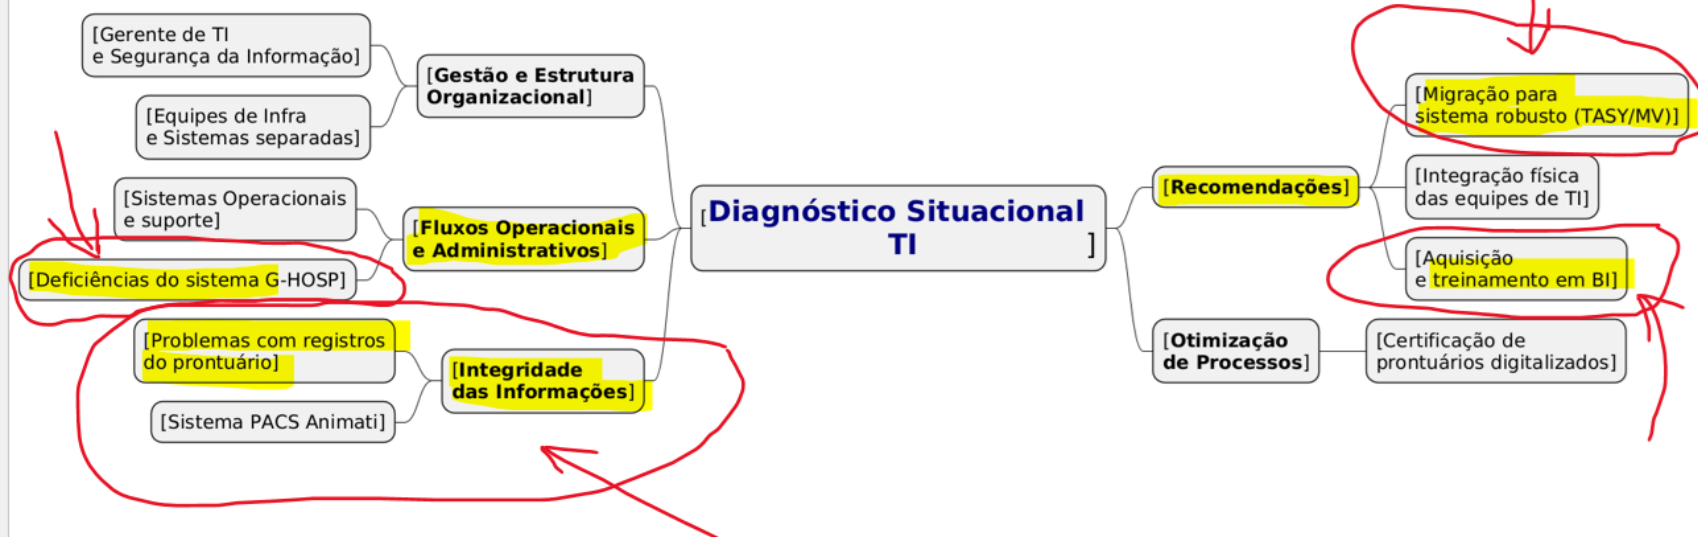 [Gerente de TI
e Segurança da Informação]
[Equipes de Infra
e Sistemas separadas]
[Gestão e Estrutura
Organizacional]
[Sistemas Operacionais
e suporte]
[Deficiências do sistema G-HOSP]
[Fluxos Operacionais
e Administrativos]
[Problemas com registros
do prontuário]
[Sistema PACS Animati]
[Integridade
das Informações]
[Diagnóstico Situacional
TI ]
[Recomendações]
[Migração para
sistema robusto (TASY/MV)]
[Integração física
das equipes de TI]
[Aquisição
e treinamento em BI]
[Otimização
de Processos]
[Certificação de
prontuários digitalizados]